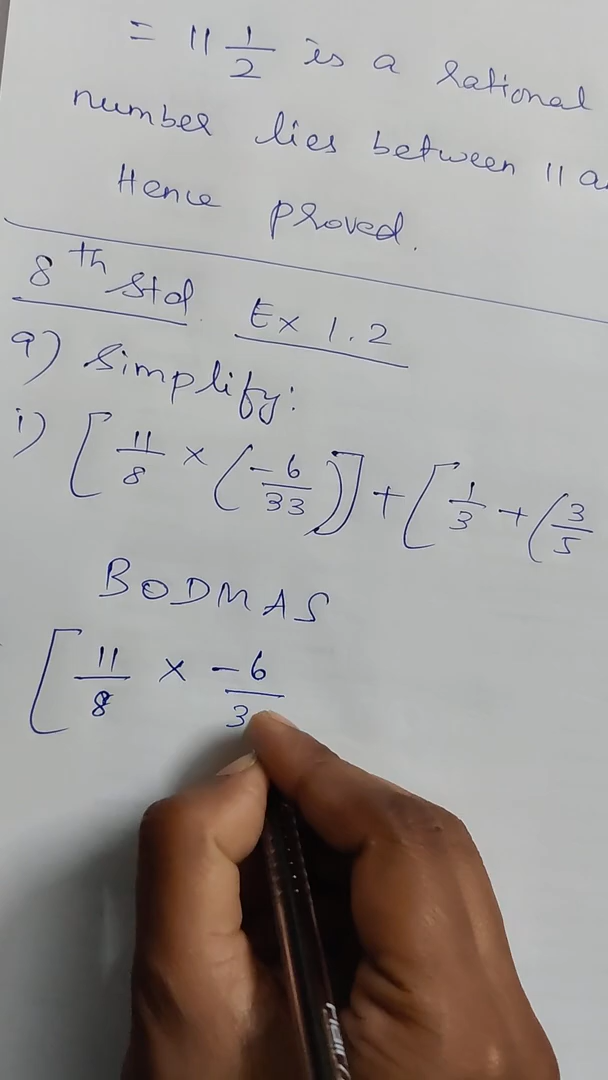 = 11 1/2 is a rational
number lies between 11
Hence proved.
8th Std. Ex 1.2
9) Simplify:
i) [11/8 × (-6/33)] + [1/3 + (3/5
BODMAS
[11/8 × -6/3